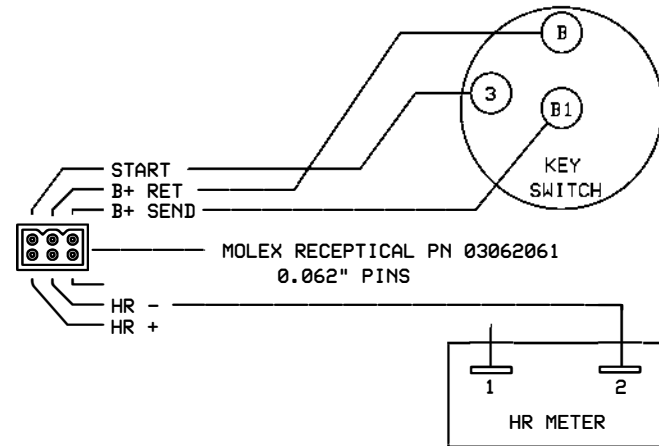 B
3
B1
KEY
SWITCH
START
B+ RET
B+ SEND
MOLEX RECEPTICAL PN 03062061
0.062" PINS
HR -
HR +
1
2
HR METER